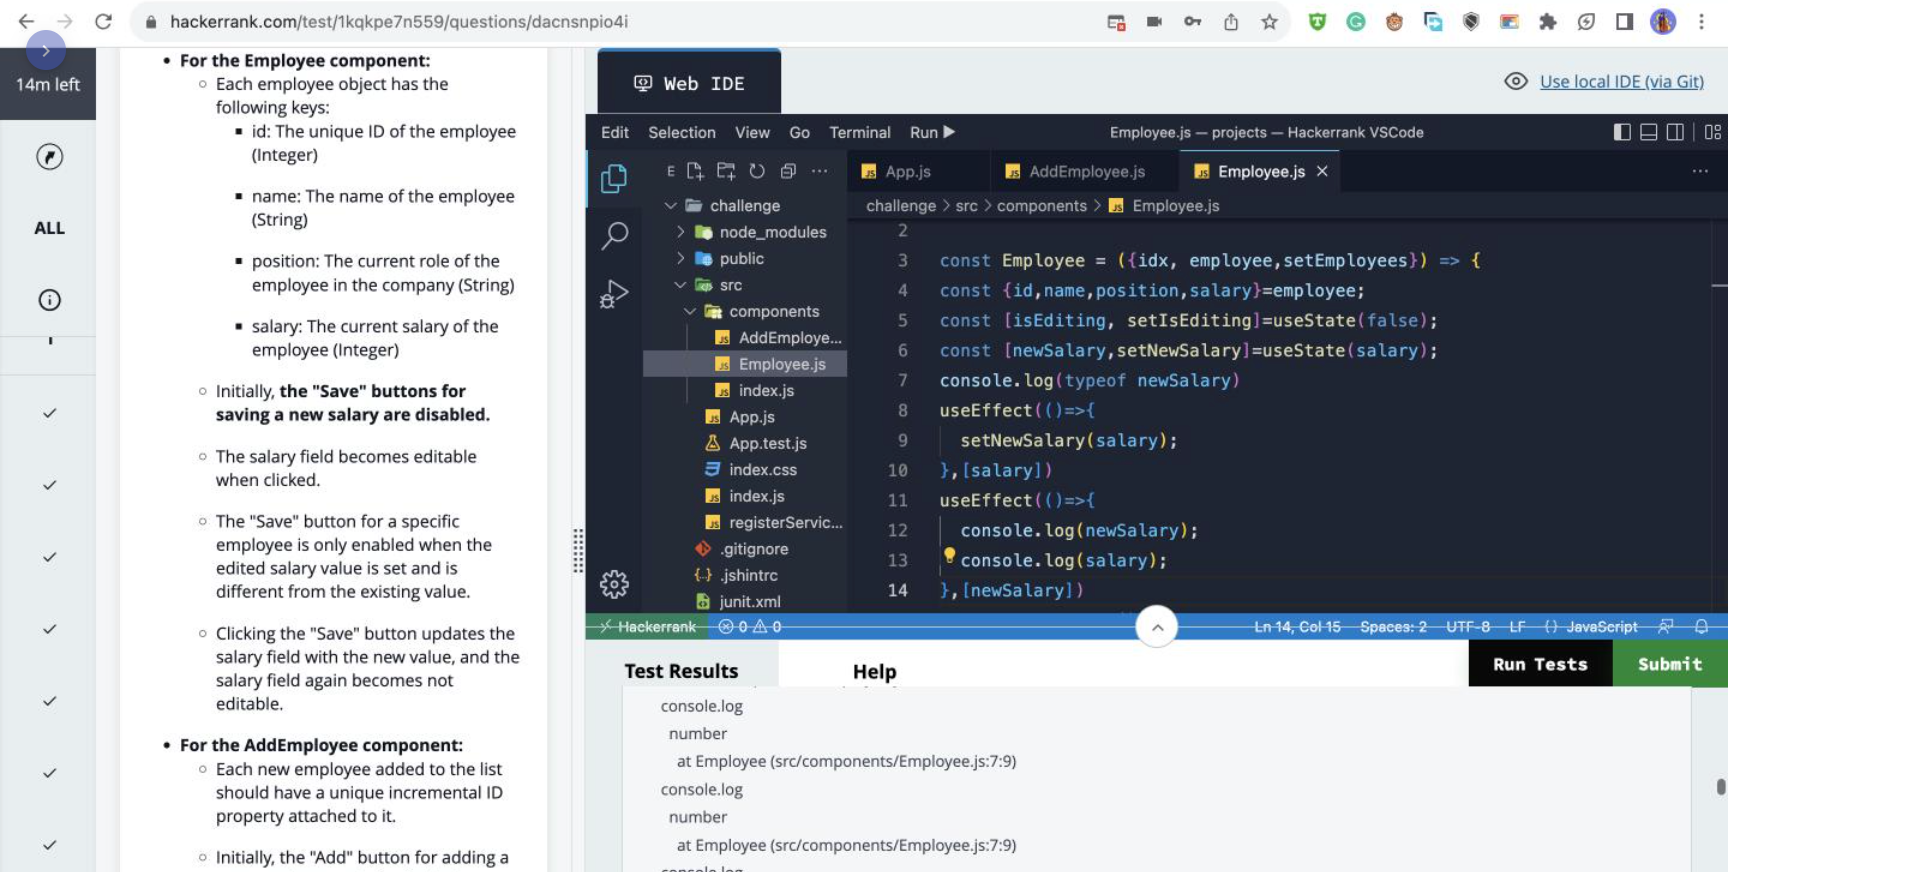 hackerrank.com/test/1kqkpe7n559/questions/dacnsnpio4i
14m left
ALL
• For the Employee component:
Each employee object has the
following keys:
id: The unique ID of the employee
(Integer)
name: The name of the employee
(String)
position: The current role of the
employee in the company (String)
salary: The current salary of the
employee (Integer)
Initially, the "Save" buttons for
saving a new salary are disabled.
The salary field becomes editable
when clicked.
The "Save" button for a specific
employee is only enabled when the
edited salary value is set and is
different from the existing value.
Clicking the "Save" button updates the
salary field with the new value, and the
salary field again becomes not
editable.
• For the AddEmployee component:
Each new employee added to the list
should have a unique incremental ID
property attached to it.
Initially, the "Add" button for adding a
Web IDE
Use local IDE (via Git)
Edit Selection View Go Terminal Run
Employee.js — projects — Hackerrank VSCode
E
challenge
node_modules
public
src
components
AddEmploye...
Employee.js
index.js
App.js
App.test.js
index.css
index.js
registerServic...
.gitignore
.jshintrc
junit.xml
App.js
AddEmployee.js
Employee.js
challenge > src > components > Employee.js
2
3 const Employee = ({idx, employee,setEmployees}) => {
4 const {id,name,position,salary}=employee;
5 const [isEditing, setIsEditing]=useState(false);
6 const [newSalary,setNewSalary]=useState(salary);
7 console.log(typeof newSalary)
8 useEffect(()=>{
9 setNewSalary(salary);
10 },[salary])
11 useEffect(()=>{
12 console.log(newSalary);
13 console.log(salary);
14 },[newSalary])
Hackerrank 0 0
Ln 14, Col 15 Spaces: 2 UTF-8 LF {} JavaScript
Test Results
Help
Run Tests
Submit
console.log
number
at Employee (src/components/Employee.js:7:9)
console.log
number
at Employee (src/components/Employee.js:7:9)